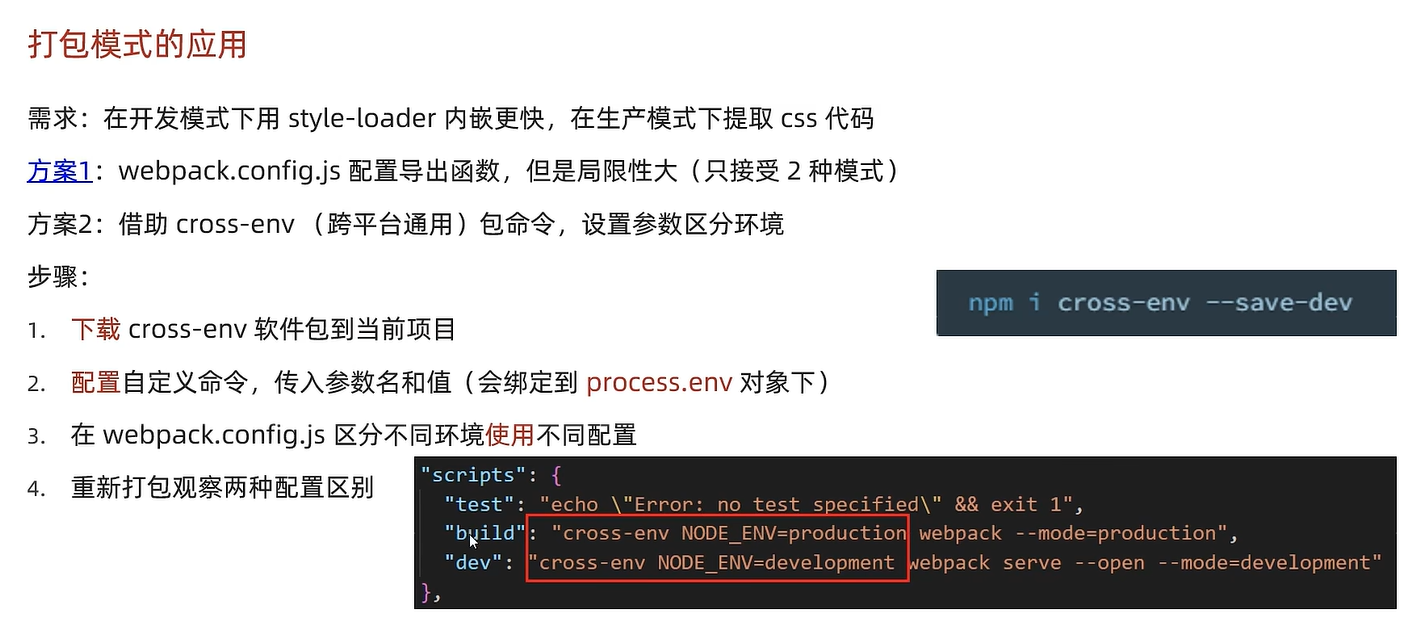 打包模式的应用
需求：在开发模式下用 style-loader 内嵌更快，在生产模式下提取 css 代码
方案1：webpack.config.js 配置导出函数，但是局限性大（只接受 2 种模式）
方案2：借助 cross-env （跨平台通用）包命令，设置参数区分环境
步骤：
npm i cross-env --save-dev
1. 下载 cross-env 软件包到当前项目
2. 配置自定义命令，传入参数名和值（会绑定到 process.env 对象下）
3. 在 webpack.config.js 区分不同环境使用不同配置
4. 重新打包观察两种配置区别
"scripts": {
"test": "echo \"Error: no test specified\" && exit 1",
"build": "cross-env NODE_ENV=production webpack --mode=production",
"dev": "cross-env NODE_ENV=development webpack serve --open --mode=development"
},